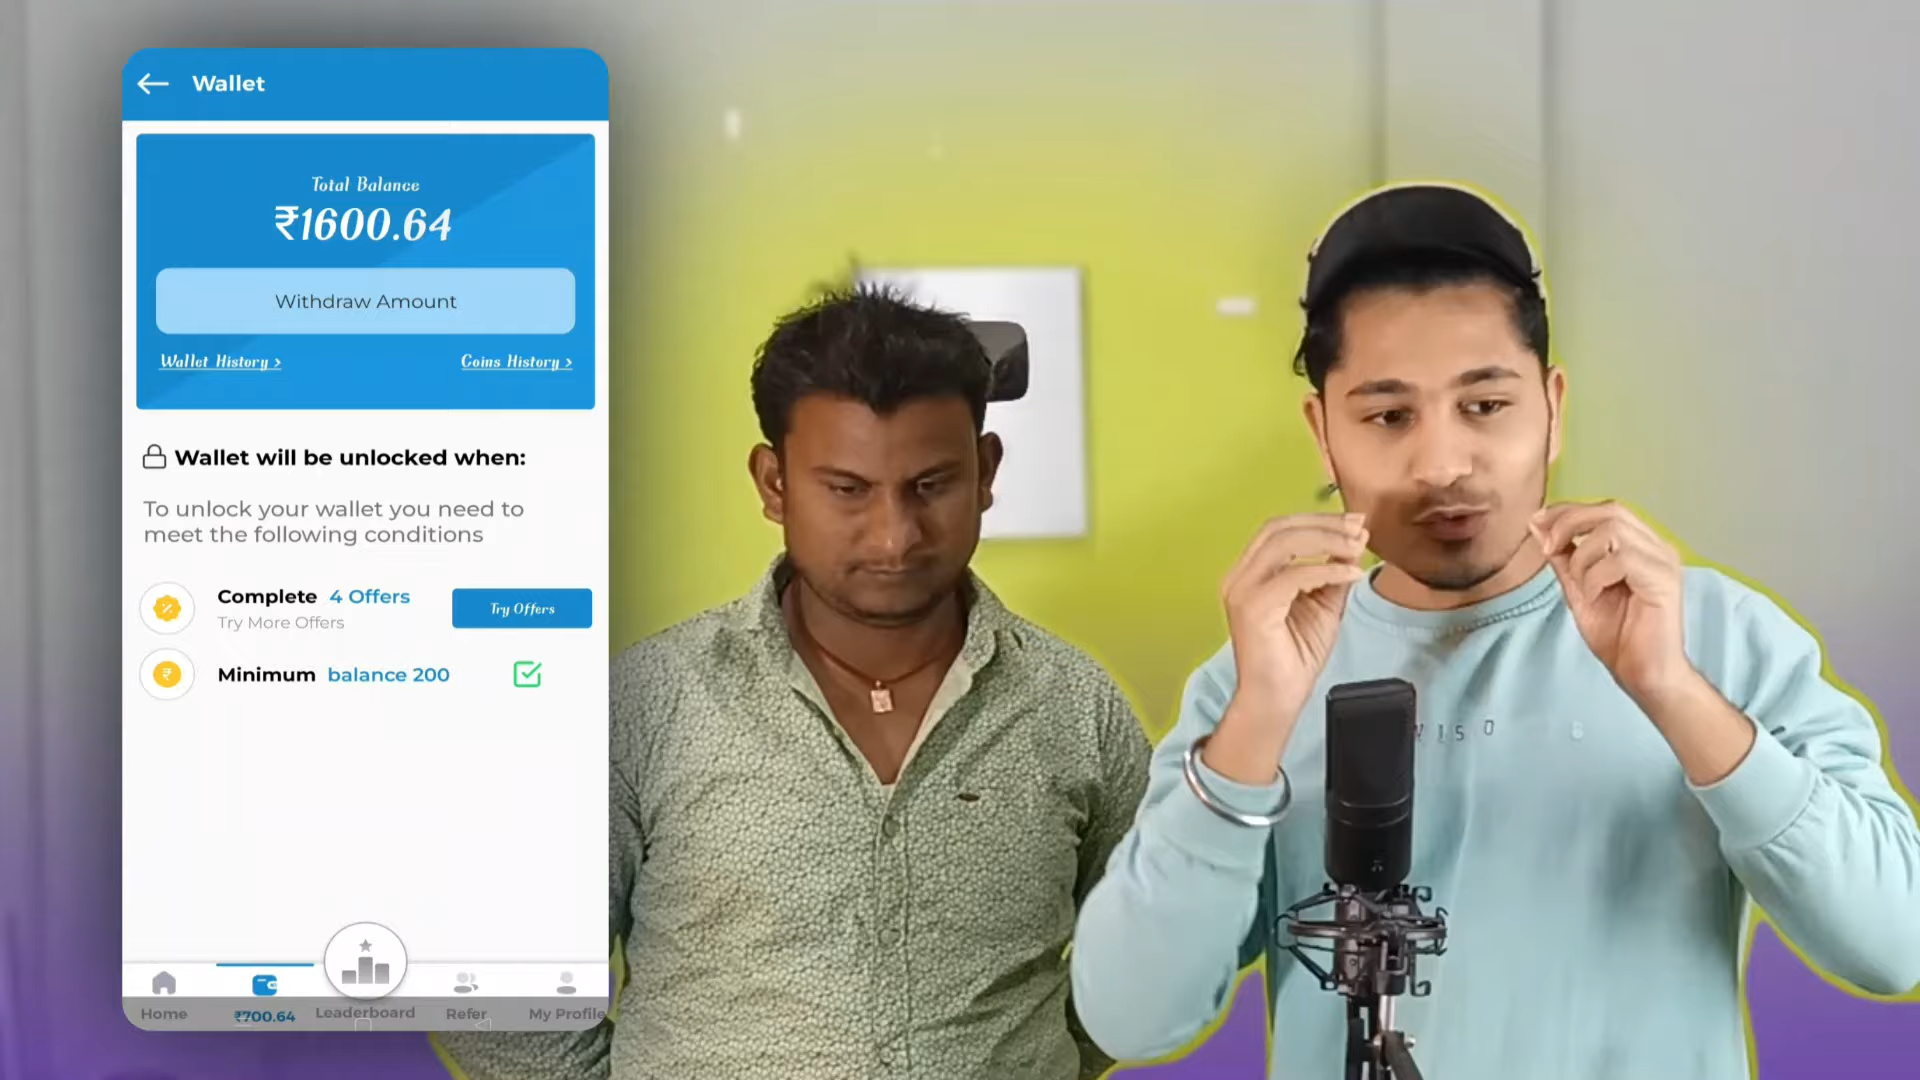 Wallet
Total Balance
₹1600.64
Withdraw Amount
Wallet History >
Coins History >
Wallet will be unlocked when:
To unlock your wallet you need to
meet the following conditions
Complete 4 Offers
Try More Offers
Try Offers
Minimum balance 200
Home
₹700.64
Leaderboard
Refer
My Profile